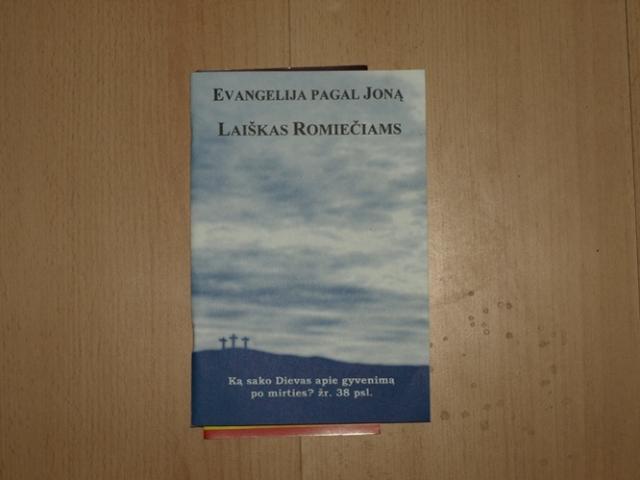 EVANGELIJA PAGAL JONĄ
LAIŠKAS ROMIEČIAMS
Ką sako Dievas apie gyvenimą
po mirties? žr. 38 psl.